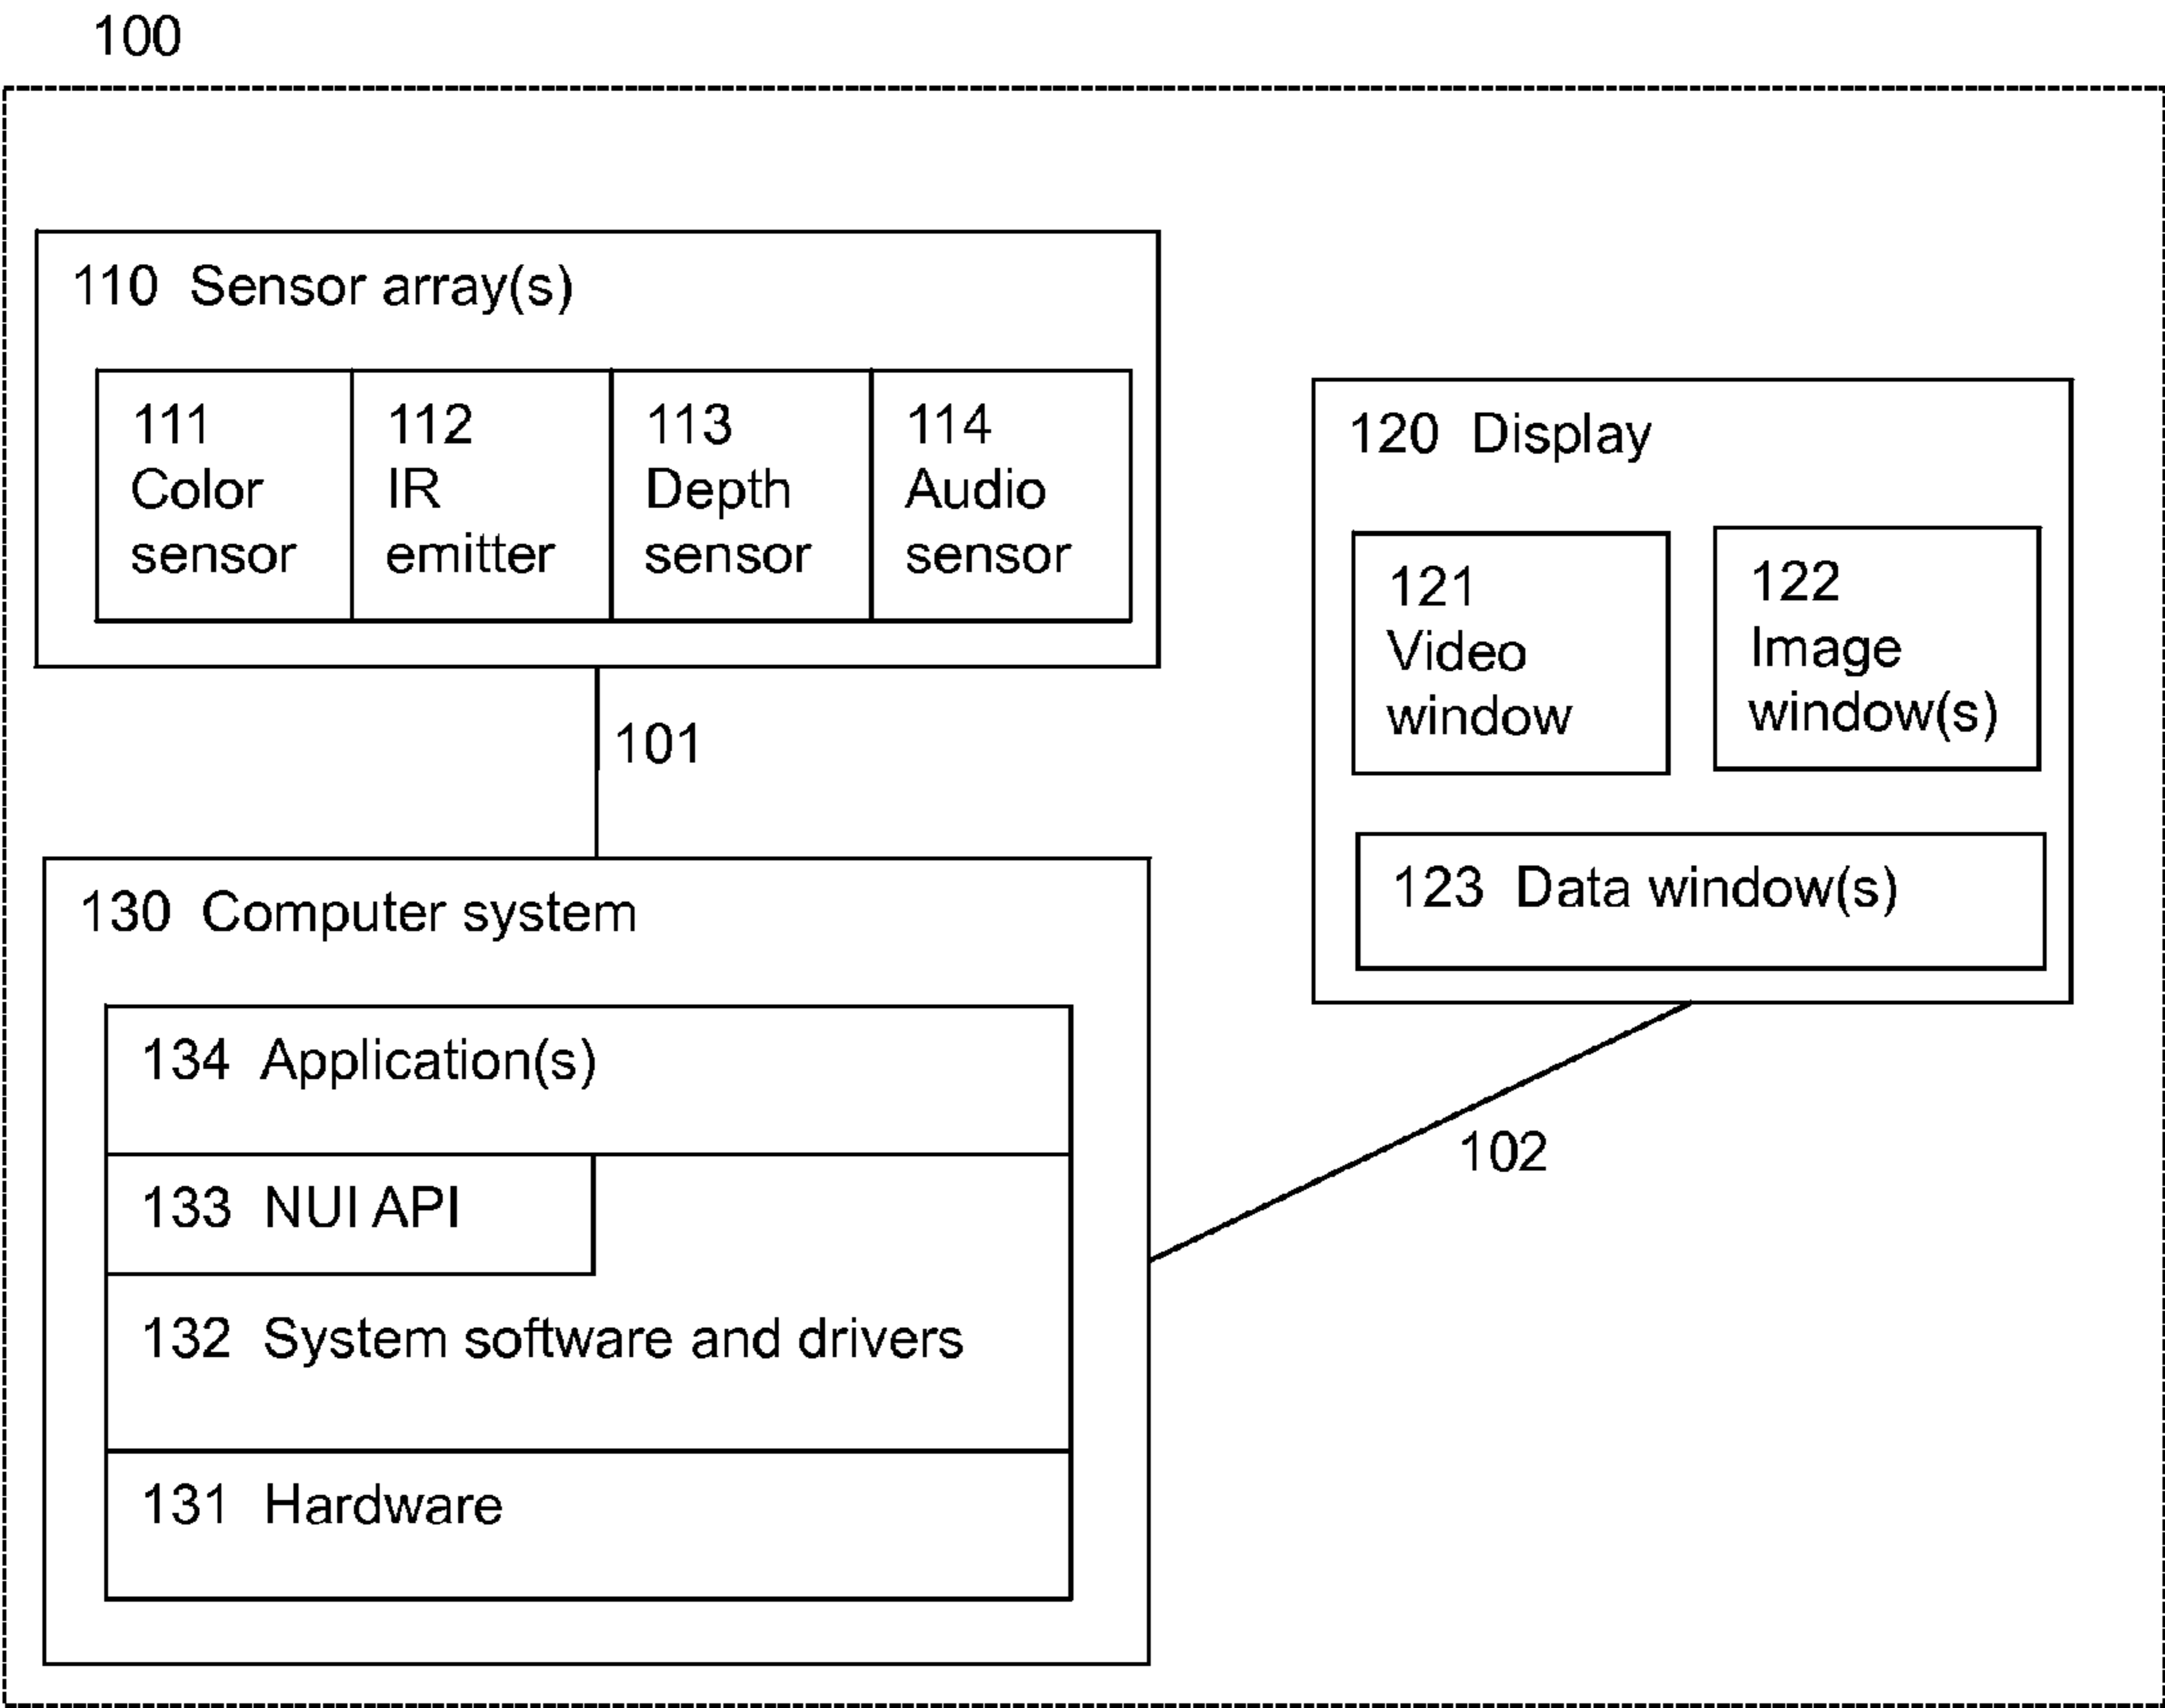 100
110 Sensor array(s)
111
Color
sensor
112
IR
emitter
113
Depth
sensor
114
Audio
sensor
101
120 Display
121
Video
window
122
Image
window(s)
123 Data window(s)
102
130 Computer system
134 Application(s)
133 NUI API
132 System software and drivers
131 Hardware